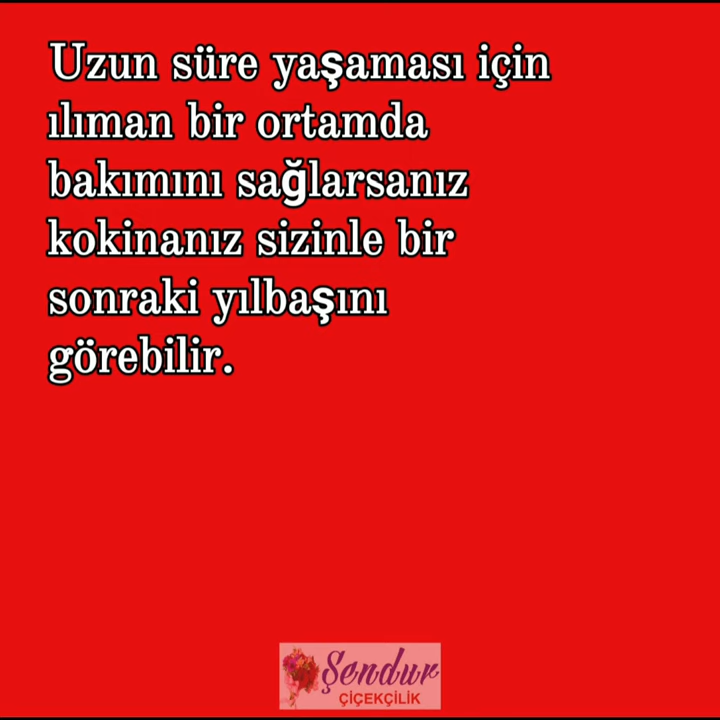 Uzun süre yaşaması için
ılıman bir ortamda
bakımını sağlarsanız
kokinanız sizinle bir
sonraki yılbaşını
görebilir.
Şendur
ÇİÇEKÇİLİK